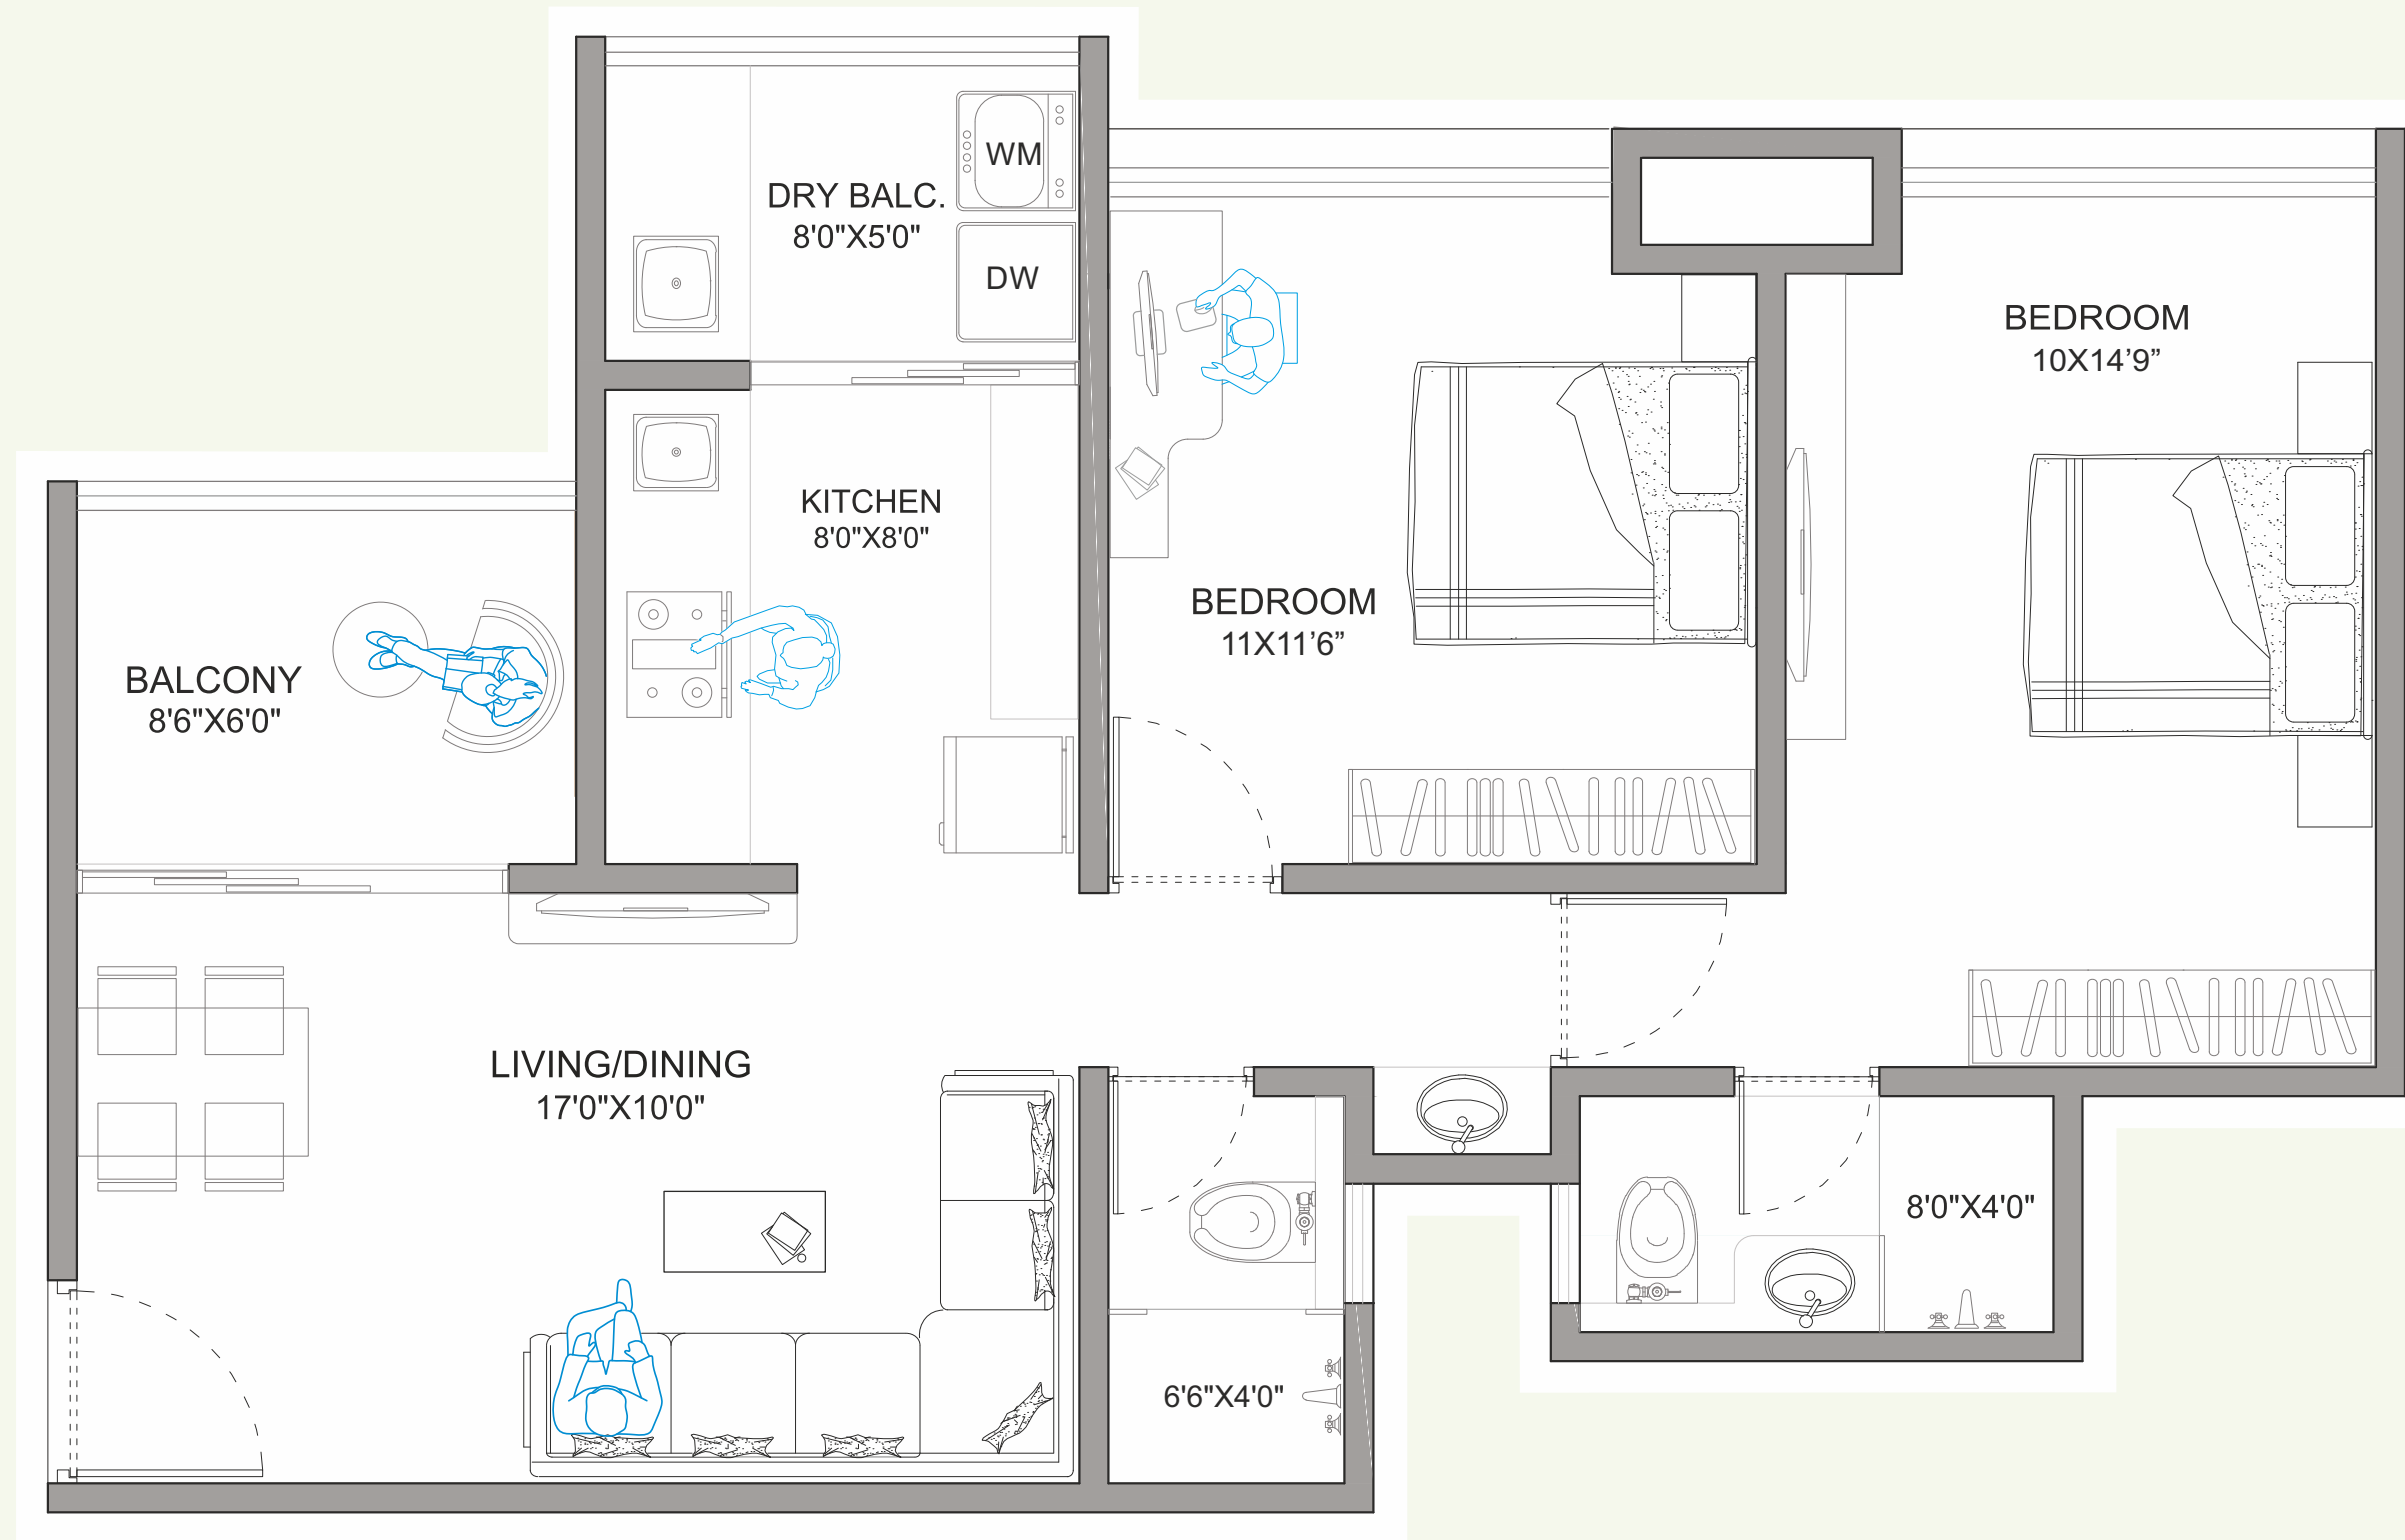 DRY BALC.
8'0"X5'0"
WM
DW
KITCHEN
8'0"X8'0"
BALCONY
8'6"X6'0"
BEDROOM
11X11’6”
BEDROOM
10X14’9”
LIVING/DINING
17'0"X10'0"
6'6"X4'0"
8'0"X4'0"